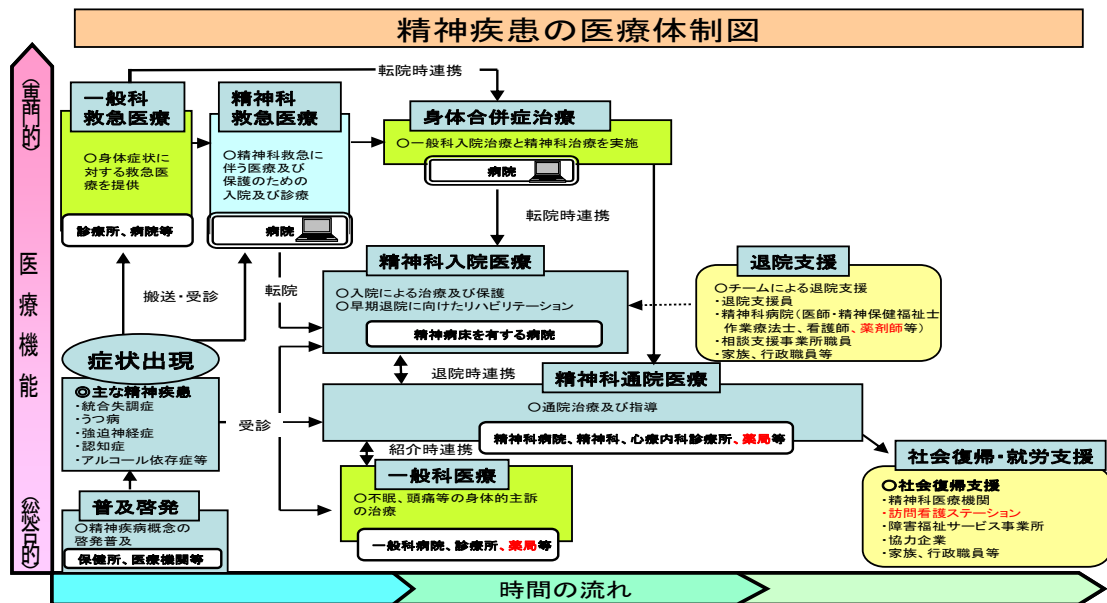 精神疾患の医療体制図
(専門的)
医療機能
(総合的)
転院時連携
一般科
救急医療
○身体症状に
対する救急医
療を提供
診療所、病院等
精神科
救急医療
○精神科救急に
伴う医療及び
保護のための
入院及び診療
病院
身体合併症治療
○一般科入院治療と精神科治療を実施
病院
転院時連携
搬送・受診
転院
精神科入院医療
○入院による治療及び保護
○早期退院に向けたリハビリテーション
精神病床を有する病院
退院支援
○チームによる退院支援
・退院支援員
・精神科病院(医師・精神保健福祉士
作業療法士、看護師、薬剤師等)
・相談支援事業所職員
・家族、行政職員等
症状出現
◎主な精神疾患
・統合失調症
・うつ病
・強迫神経症
・認知症
・アルコール依存症等
受診
退院時連携
精神科通院医療
○通院治療及び指導
精神科病院、精神科、心療内科診療所、薬局等
紹介時連携
一般科医療
○不眠、頭痛等の身体的主訴
の治療
一般科病院、診療所、薬局等
社会復帰・就労支援
○社会復帰支援
・精神科医療機関
・訪問看護ステーション
・障害福祉サービス事業所
・協力企業
・家族、行政職員等
普及啓発
○精神疾病概念の
啓発普及
保健所、医療機関等
時間の流れ